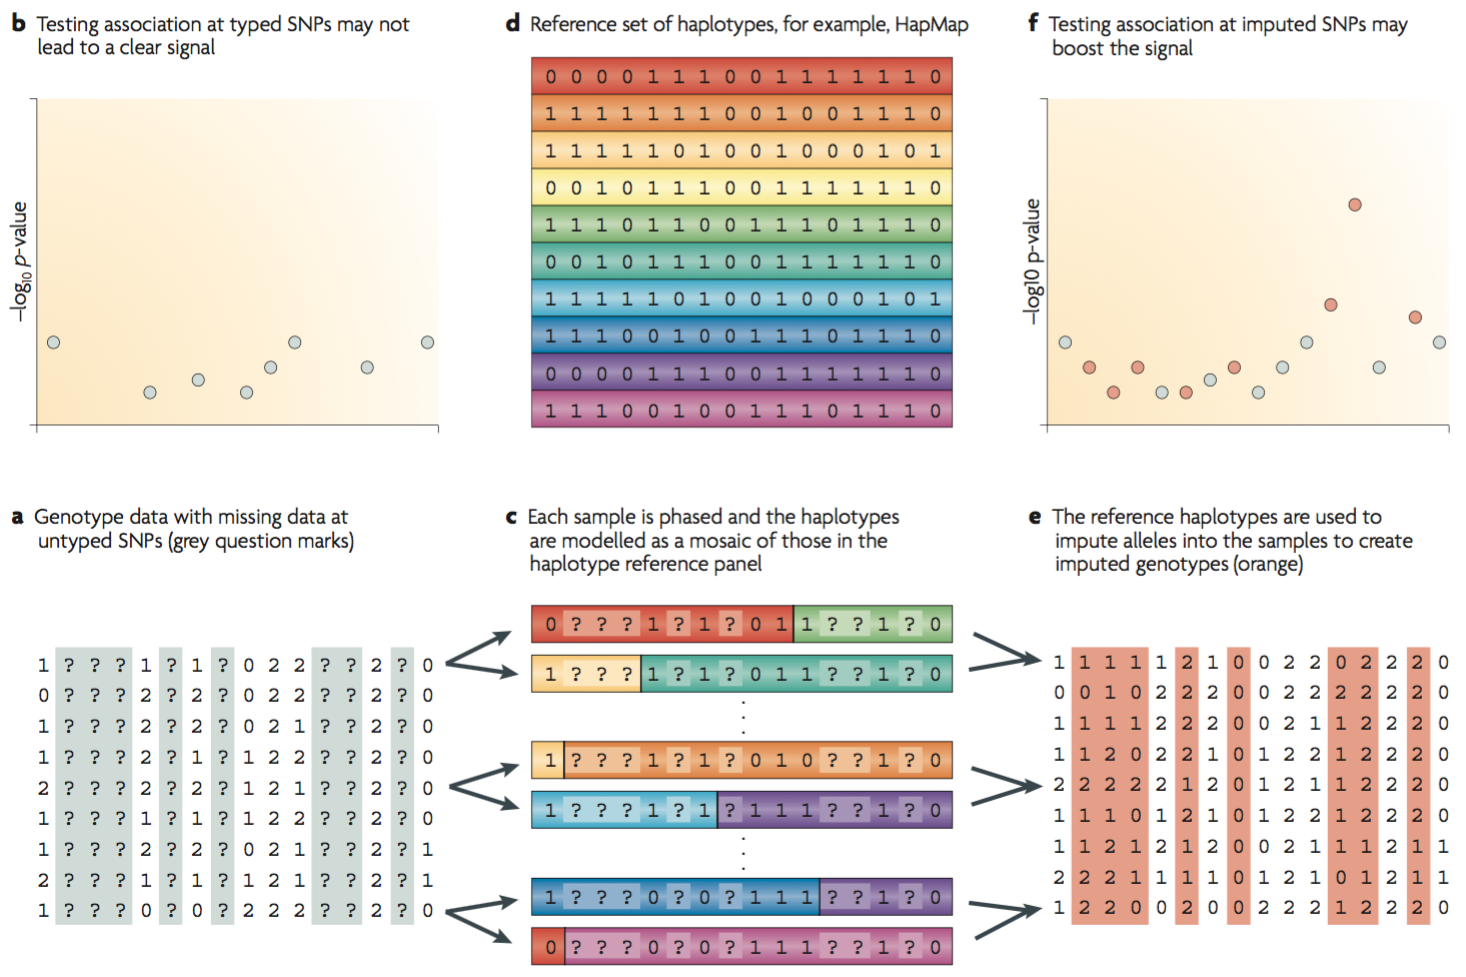 b Testing association at typed SNPs may not
lead to a clear signal
–log10 p-value
d Reference set of haplotypes, for example, HapMap
0 0 0 0 1 1 1 0 0 1 1 1 1 1 1 0
1 1 1 1 1 1 1 0 0 1 0 0 1 1 1 0
1 1 1 1 1 0 1 0 0 1 0 0 0 1 0 1
0 0 1 0 1 1 1 0 0 1 1 1 1 1 1 0
1 1 1 0 1 1 0 0 1 1 1 0 1 1 1 0
0 0 1 0 1 1 1 0 0 1 1 1 1 1 1 0
1 1 1 1 1 0 1 0 0 1 0 0 0 1 0 1
1 1 1 0 0 1 0 0 1 1 1 0 1 1 1 0
0 0 0 0 1 1 1 0 0 1 1 1 1 1 1 0
1 1 1 0 0 1 0 0 1 1 1 0 1 1 1 0
f Testing association at imputed SNPs may
boost the signal
–log10 p-value
a Genotype data with missing data at
untyped SNPs (grey question marks)
1 ? ? ? 1 ? 1 ? 0 2 2 ? ? 2 ? 0
0 ? ? ? 2 ? 2 ? 0 2 2 ? ? 2 ? 0
1 ? ? ? 2 ? 2 ? 0 2 1 ? ? 2 ? 0
1 ? ? ? 2 ? 1 ? 1 2 2 ? ? 2 ? 0
2 ? ? ? 2 ? 2 ? 1 2 1 ? ? 2 ? 0
1 ? ? ? 1 ? 1 ? 1 2 2 ? ? 2 ? 0
1 ? ? ? 2 ? 2 ? 0 2 1 ? ? 2 ? 1
2 ? ? ? 1 ? 1 ? 1 2 1 ? ? 2 ? 1
1 ? ? ? 0 ? 0 ? 2 2 2 ? ? 2 ? 0
c Each sample is phased and the haplotypes
are modelled as a mosaic of those in the
haplotype reference panel
0 ? ? ? 1 ? 1 ? 0 1 1 ? ? 1 ? 0
1 ? ? ? 1 ? 1 ? 0 1 1 ? ? 1 ? 0
1 ? ? ? 1 ? 1 ? 0 1 0 ? ? 1 ? 0
1 ? ? ? 1 ? 1 ? 1 1 1 ? ? 1 ? 0
1 ? ? ? 0 ? 0 ? 1 1 1 ? ? 1 ? 0
0 ? ? ? 0 ? 0 ? 1 1 1 ? ? 1 ? 0
e The reference haplotypes are used to
impute alleles into the samples to create
imputed genotypes (orange)
1 1 1 1 1 2 1 0 0 2 2 0 2 2 2 0
0 0 1 0 2 2 2 0 0 2 2 2 2 2 2 0
1 1 1 1 2 2 2 0 0 2 1 1 2 2 2 0
1 1 2 0 2 2 1 0 1 2 2 1 2 2 2 0
2 2 2 2 2 1 2 0 1 2 1 1 2 2 2 0
1 1 1 0 1 2 1 0 1 2 2 1 2 2 2 0
1 1 2 1 2 1 2 0 0 2 1 1 1 2 1 1
2 2 2 1 1 1 1 0 1 2 1 0 1 2 1 1
1 2 2 0 0 2 0 0 2 2 2 1 2 2 2 0